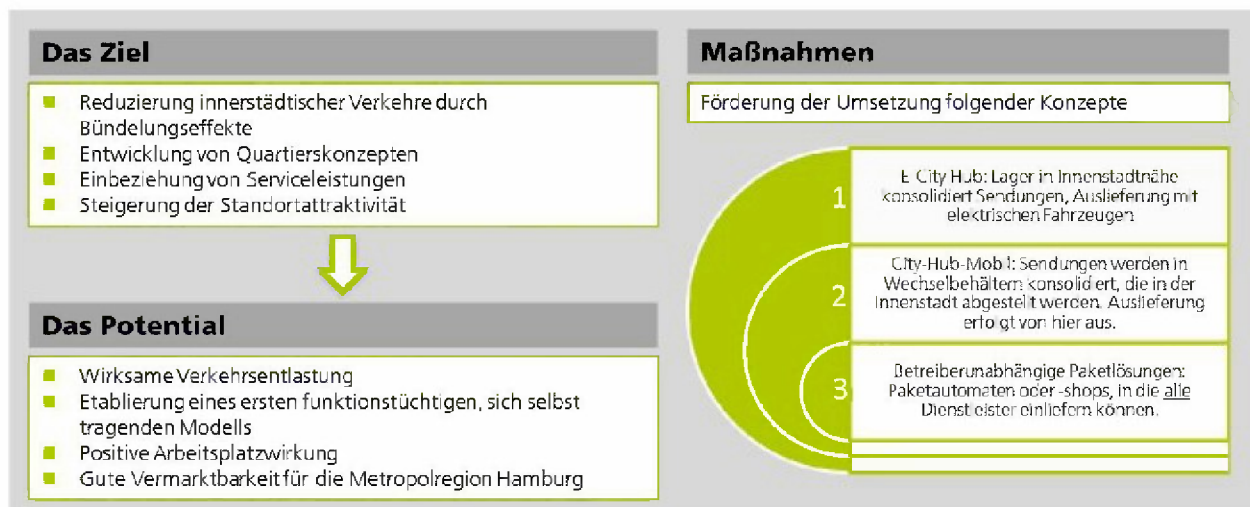 Das Ziel
Reduzierung innerstädtischer Verkehre durch
Bündelungseffekte
Entwicklung von Quartierskonzepten
Einbeziehung von Serviceleistungen
Steigerung der Standortattraktivität
Das Potential
Wirksame Verkehrsentlastung
Etablierung eines ersten funktionstüchtigen, sich selbst
tragenden Modells
Positive Arbeitsplatzwirkung
Gute Vermarktbarkeit für die Metropolregion Hamburg
Maßnahmen
Förderung der Umsetzung folgender Konzepte
1
E-City Hub: Lager in Innenstadtnähe
konsolidiert Sendungen, Auslieferung mit
elektrischen Fahrzeugen
2
City-Hub-Mobil: Sendungen werden in
Wechselbehältern konsolidiert, die in der
Innenstadt abgestellt werden. Auslieferung
erfolgt von hier aus.
3
Betreiberunabhängige Paketlösungen:
Paketautomaten oder -shops, in die alle
Dienstleister einliefern können.